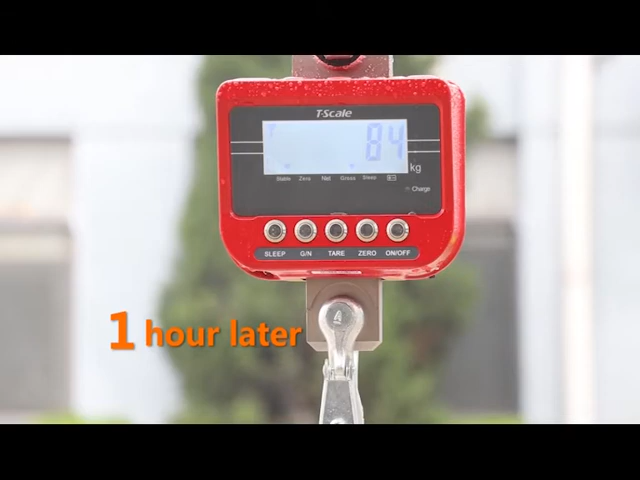 T-Scale
84
kg
Stable Zero Net Gross Sleep
Charge
SLEEP G/N TARE ZERO ON/OFF
1 hour later